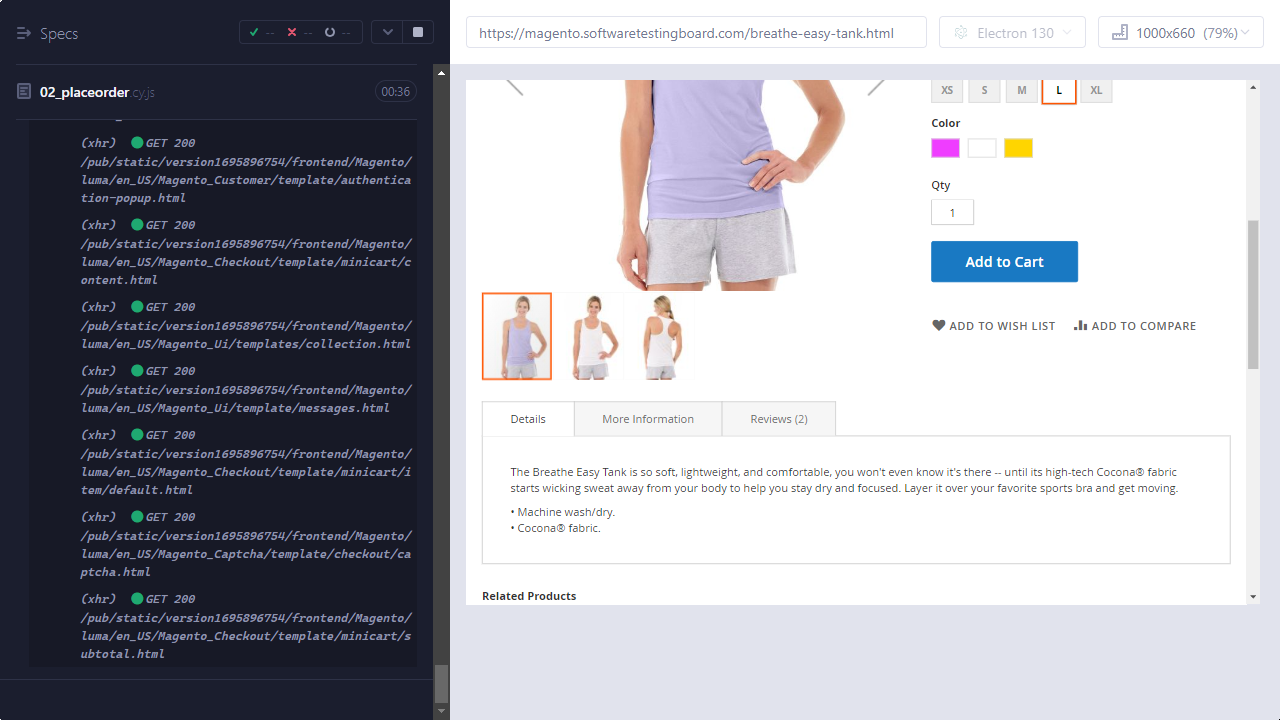 Specs
--
--
--
02_placeorder.cy.js
00:36
(xhr) GET 200
/pub/static/version1695896754/frontend/Magento/
luma/en_US/Magento_Customer/template/authentica
tion-popup.html
(xhr) GET 200
/pub/static/version1695896754/frontend/Magento/
luma/en_US/Magento_Checkout/template/minicart/c
ontent.html
(xhr) GET 200
/pub/static/version1695896754/frontend/Magento/
luma/en_US/Magento_Ui/templates/collection.html
(xhr) GET 200
/pub/static/version1695896754/frontend/Magento/
luma/en_US/Magento_Ui/template/messages.html
(xhr) GET 200
/pub/static/version1695896754/frontend/Magento/
luma/en_US/Magento_Checkout/template/minicart/i
tem/default.html
(xhr) GET 200
/pub/static/version1695896754/frontend/Magento/
luma/en_US/Magento_Captcha/template/checkout/ca
ptcha.html
(xhr) GET 200
/pub/static/version1695896754/frontend/Magento/
luma/en_US/Magento_Checkout/template/minicart/s
ubtotal.html
https://magento.softwaretestingboard.com/breathe-easy-tank.html
Electron 130
1000x660 (79%)
XS S M L XL
Color
Qty
1
Add to Cart
ADD TO WISH LIST ADD TO COMPARE
Details More Information Reviews (2)
The Breathe Easy Tank is so soft, lightweight, and comfortable, you won't even know it's there -- until its high-tech Cocona® fabric
starts wicking sweat away from your body to help you stay dry and focused. Layer it over your favorite sports bra and get moving.
• Machine wash/dry.
• Cocona® fabric.
Related Products